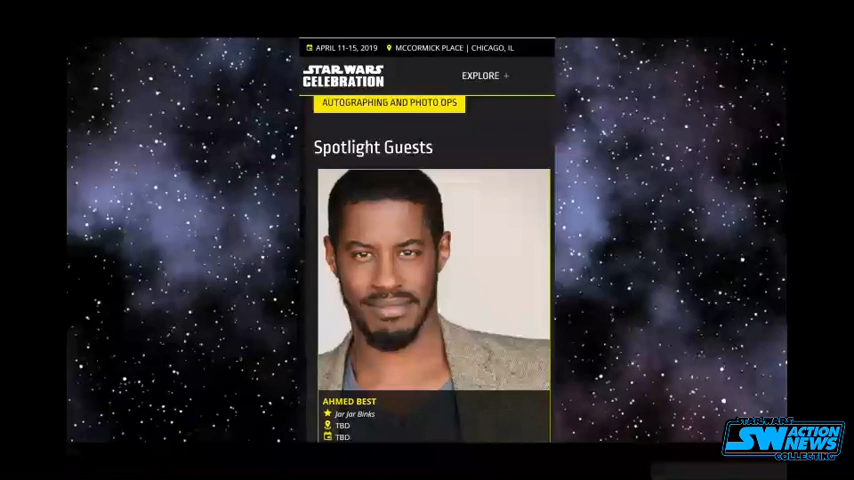 APRIL 11-15, 2019 MCCORMICK PLACE | CHICAGO, IL
STAR WARS
CELEBRATION
EXPLORE +
AUTOGRAPHING AND PHOTO OPS
Spotlight Guests
AHMED BEST
Jar Jar Binks
TBD
TBD
STAR WARS
SW ACTION
NEWS
COLLECTING